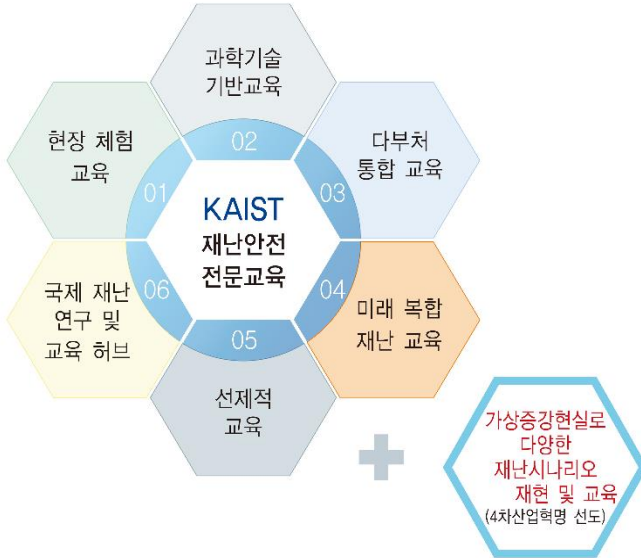 과학기술
기반교육
현장 체험
교육
다부처
통합 교육
01
02
03
KAIST
재난안전
전문교육
04
05
06
국제 재난
연구 및
교육 허브
미래 복합
재난 교육
선제적
교육
가상증강현실로
다양한
재난시나리오
재현 및 교육
(4차산업혁명 선도)